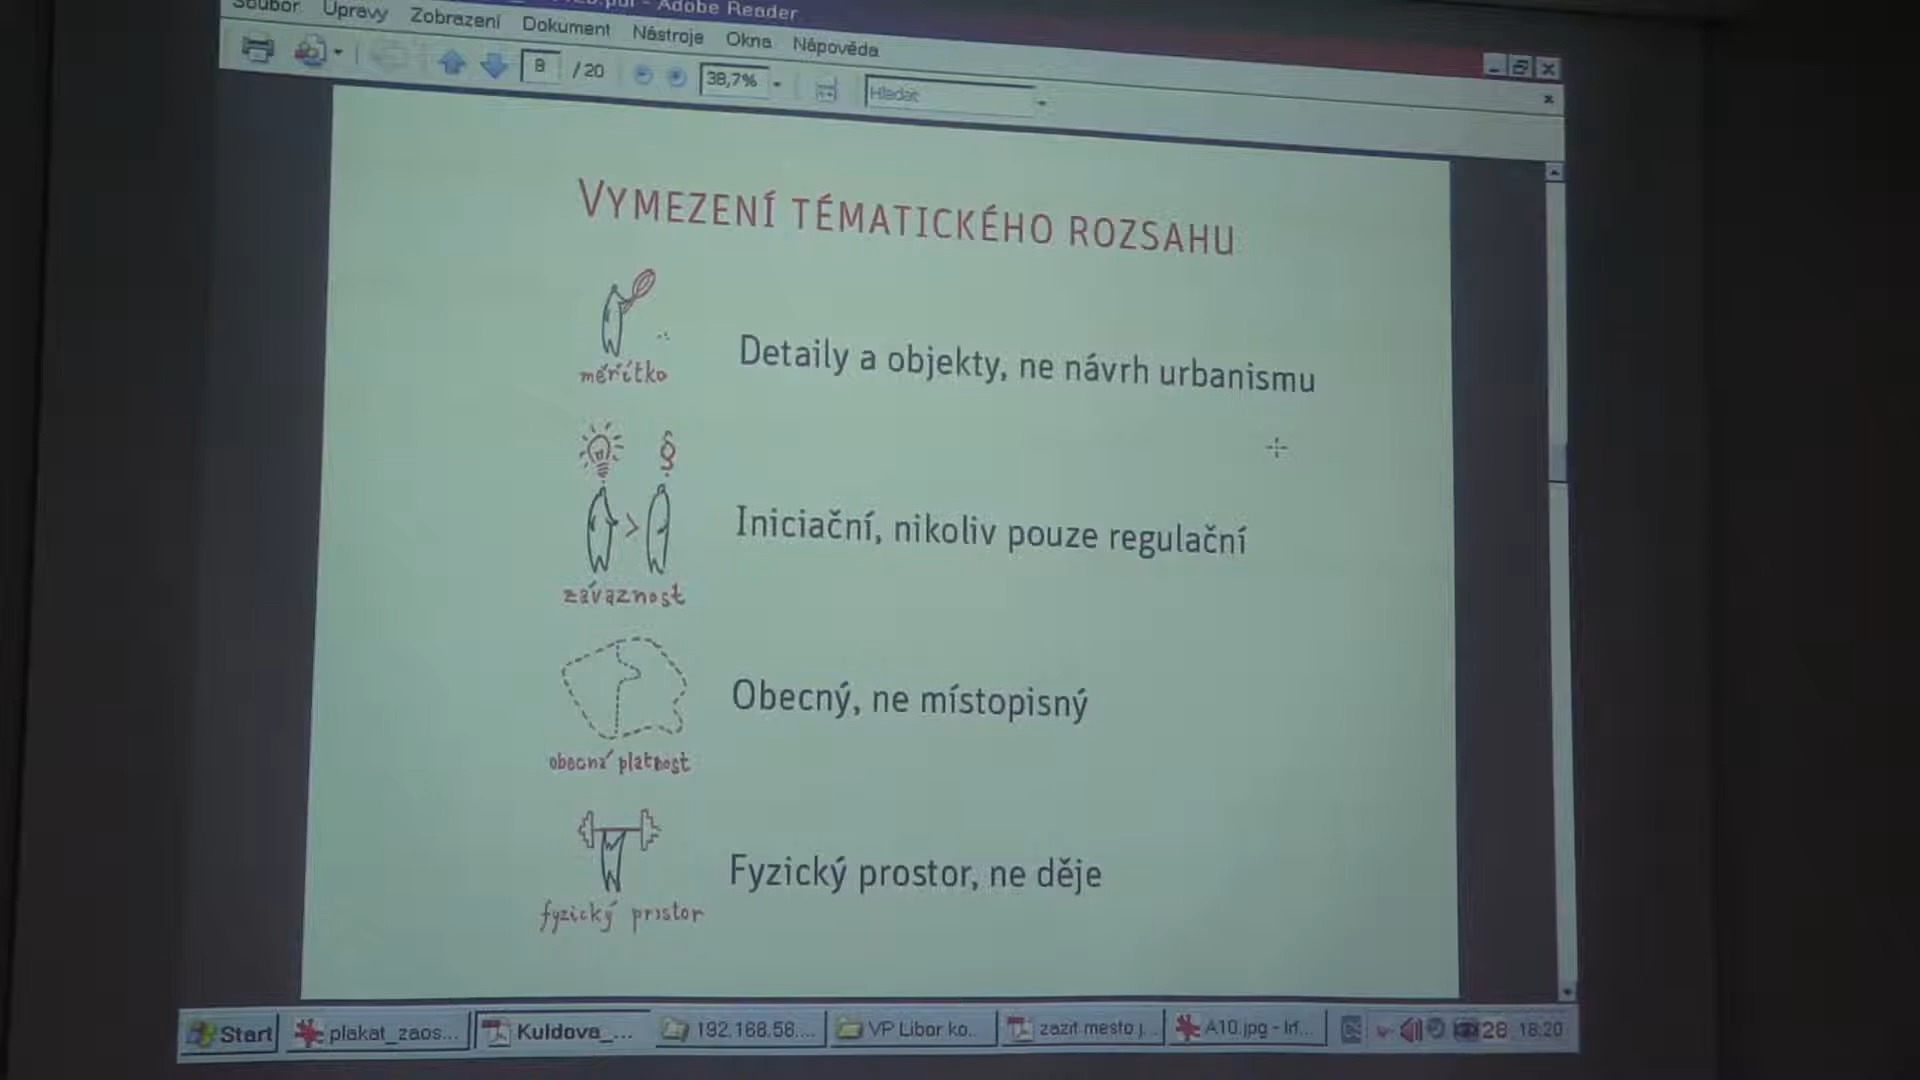 - Adobe Reader
Soubor Úpravy Zobrazení Dokument Nástroje Okna Nápověda
8 / 20 38,7% Hledat
VYMEZENÍ TÉMATICKÉHO ROZSAHU
měřítko
Detaily a objekty, ne návrh urbanismu
§
>
závaznost
Iniciační, nikoliv pouze regulační
obecná platnost
Obecný, ne místopisný
fyzický prostor
Fyzický prostor, ne děje
Start plakat_zaos... Kuldova_... 192.168.56.... VP Libor ko... zazit mesto j... A10.jpg - Irf... 28 18:20